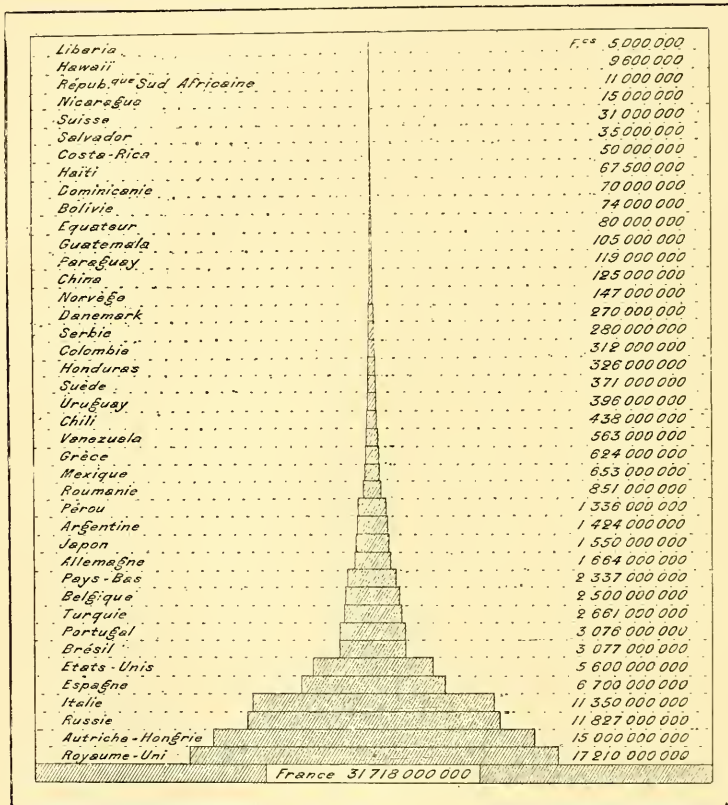 Liberia F.cs 5 000 000
Hawaiï 9 600 000
Répub.que Sud Africaine 11 000 000
Nicaragua 15 000 000
Suisse 31 000 000
Salvador 35 000 000
Costa-Rica 50 000 000
Haïti 67 500 000
Dominicanie 70 000 000
Bolivie 74 000 000
Equateur 80 000 000
Guatemala 105 000 000
Paraguay 119 000 000
Chine 125 000 000
Norvège 147 000 000
Danemark 270 000 000
Serbie 280 000 000
Colombie 312 000 000
Honduras 326 000 000
Suède 371 000 000
Uruguay 396 000 000
Chili 438 000 000
Venezuela 563 000 000
Grèce 624 000 000
Mexique 653 000 000
Roumanie 851 000 000
Pérou 1 336 000 000
Argentine 1 424 000 000
Japon 1 550 000 000
Allemagne 1 664 000 000
Pays-Bas 2 337 000 000
Belgique 2 500 000 000
Turquie 2 661 000 000
Portugal 3 076 000 000
Brésil 3 077 000 000
Etats-Unis 5 600 000 000
Espagne 6 700 000 000
Italie 11 350 000 000
Russie 11 827 000 000
Autriche-Hongrie 15 000 000 000
Royaume-Uni 17 210 000 000
France 31 718 000 000